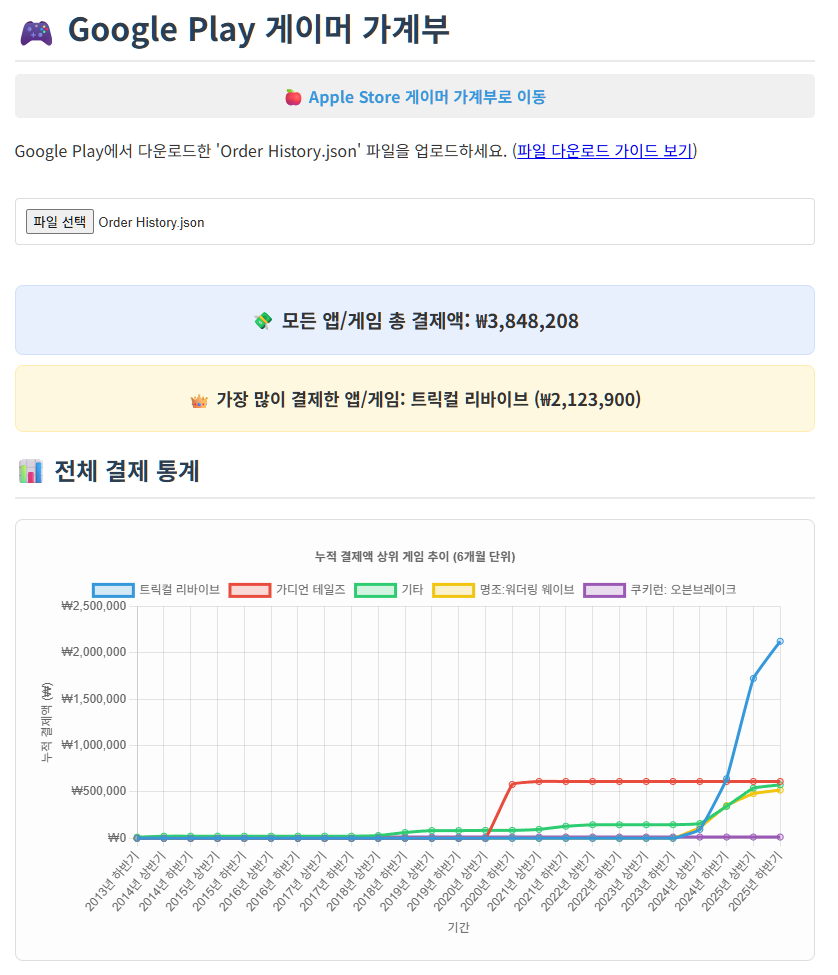 Google Play 게이머 가계부
Apple Store 게이머 가계부로 이동
Google Play에서 다운로드한 'Order History.json' 파일을 업로드하세요. (파일 다운로드 가이드 보기)
파일 선택 Order History.json
모든 앱/게임 총 결제액: ₩3,848,208
가장 많이 결제한 앱/게임: 트릭컬 리바이브 (₩2,123,900)
전체 결제 통계
누적 결제액 상위 게임 추이 (6개월 단위)
트릭컬 리바이브 가디언 테일즈 기타 명조:워더링 웨이브 쿠키런: 오븐브레이크
누적 결제액 (₩)
₩2,500,000
₩2,000,000
₩1,500,000
₩1,000,000
₩500,000
₩0
2013년 하반기
2014년 상반기
2014년 하반기
2015년 상반기
2015년 하반기
2016년 상반기
2016년 하반기
2017년 상반기
2017년 하반기
2018년 상반기
2018년 하반기
2019년 상반기
2019년 하반기
2020년 상반기
2020년 하반기
2021년 상반기
2021년 하반기
2022년 상반기
2022년 하반기
2023년 상반기
2023년 하반기
2024년 상반기
2024년 하반기
2025년 상반기
2025년 하반기
기간